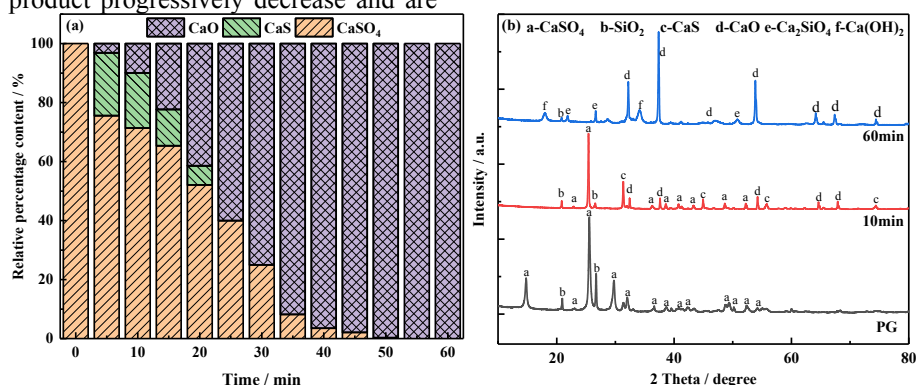 product progressively decrease and are
CaO CaS CaSO₄
(a)
100
80
60
40
20
0
Relative percentage content / %
0 10 20 30 40 50 60
Time / min
(b)
a-CaSO₄ b-SiO₂ c-CaS d-CaO e-Ca₂SiO₄ f-Ca(OH)₂
f b e e d f d d d e d d d d
60min
b a a b c d a d a a a c a a d c d d c
10min
a b a a b a a a a a a a a a a a
PG
Intensity / a.u.
20 40 60 80
2 Theta / degree